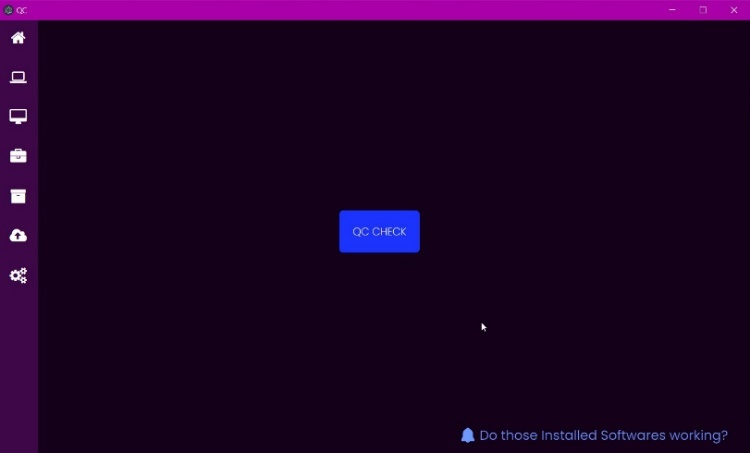 QC
QC CHECK
Do those Installed Softwares working?